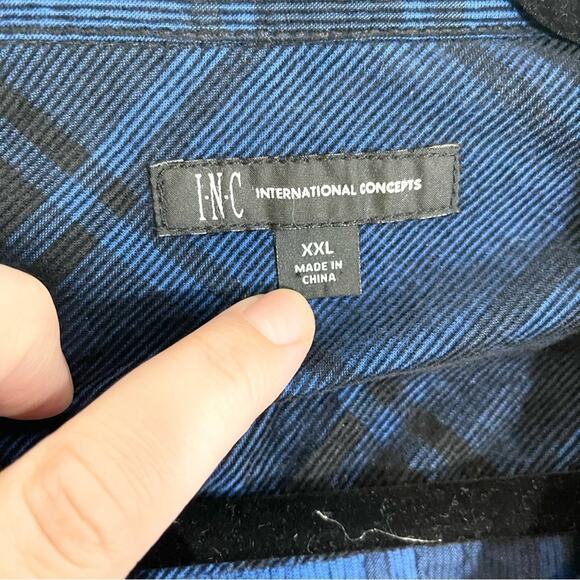 I·N·C INTERNATIONAL CONCEPTS
XXL
MADE IN
CHINA